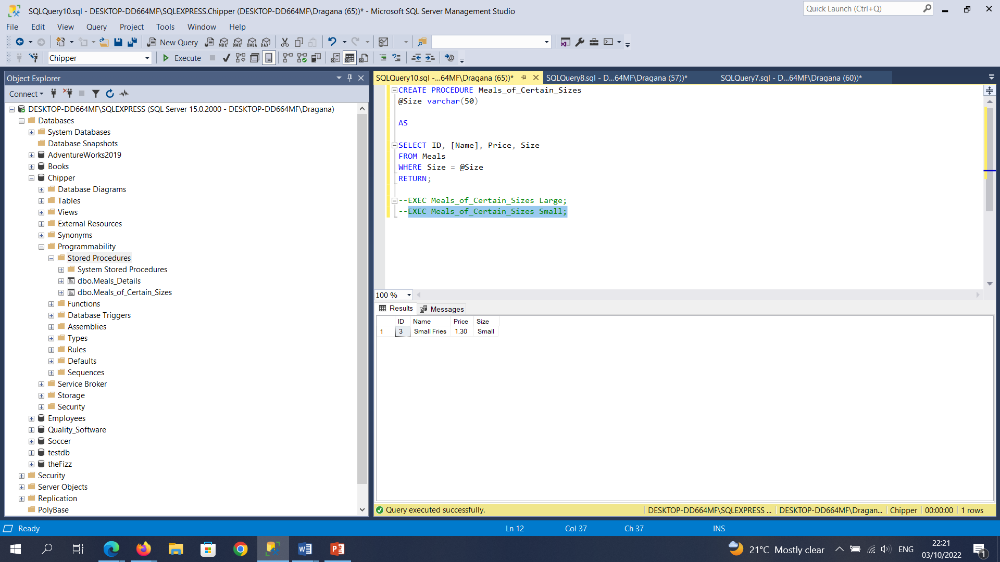 SQLQuery10.sql - DESKTOP-DD664MF\SQLEXPRESS.Chipper (DESKTOP-DD664MF\Dragana (65))* - Microsoft SQL Server Management Studio
Quick Launch (Ctrl+Q)
File Edit View Query Project Tools Window Help
New Query MDX DMX XMLA DAX
Chipper Execute
Object Explorer
Connect
DESKTOP-DD664MF\SQLEXPRESS (SQL Server 15.0.2000 - DESKTOP-DD664MF\Dragana)
Databases
System Databases
Database Snapshots
AdventureWorks2019
Books
Chipper
Database Diagrams
Tables
Views
External Resources
Synonyms
Programmability
Stored Procedures
System Stored Procedures
dbo.Meals_Details
dbo.Meals_of_Certain_Sizes
Functions
Database Triggers
Assemblies
Types
Rules
Defaults
Sequences
Service Broker
Storage
Security
Employees
Quality_Software
Soccer
testdb
theFizz
Security
Server Objects
Replication
PolyBase
SQLQuery10.sql -...64MF\Dragana (65))* SQLQuery8.sql - D...64MF\Dragana (57))* SQLQuery7.sql - D...64MF\Dragana (60))*
CREATE PROCEDURE Meals_of_Certain_Sizes
@Size varchar(50)
AS
SELECT ID, [Name], Price, Size
FROM Meals
WHERE Size = @Size
RETURN;
--EXEC Meals_of_Certain_Sizes Large;
--EXEC Meals_of_Certain_Sizes Small;
100 %
Results Messages
ID Name Price Size
1 3 Small Fries 1.30 Small
Query executed successfully. DESKTOP-DD664MF\SQLEXPRESS ... DESKTOP-DD664MF\Dragan... Chipper 00:00:00 1 rows
Ready Ln 12 Col 37 Ch 37 INS
21°C Mostly clear ENG 22:21
03/10/2022 1